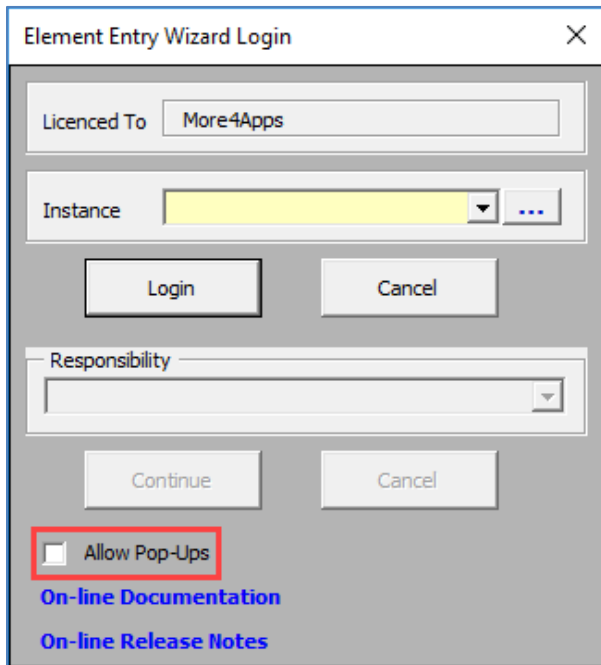 Element Entry Wizard Login
Licenced To More4Apps
Instance ...
Login Cancel
Responsibility
Continue Cancel
Allow Pop-Ups
On-line Documentation
On-line Release Notes